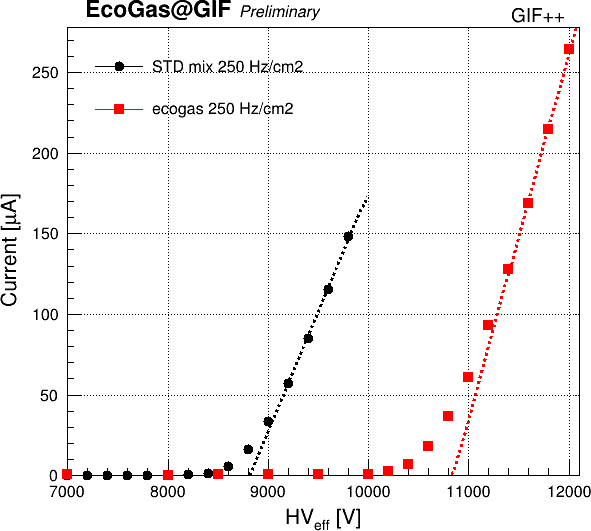 EcoGas@GIF Preliminary
GIF++
STD mix 250 Hz/cm2
ecogas 250 Hz/cm2
Current [μA]
250
200
150
100
50
0
7000 8000 9000 10000 11000 12000
HVeff [V]